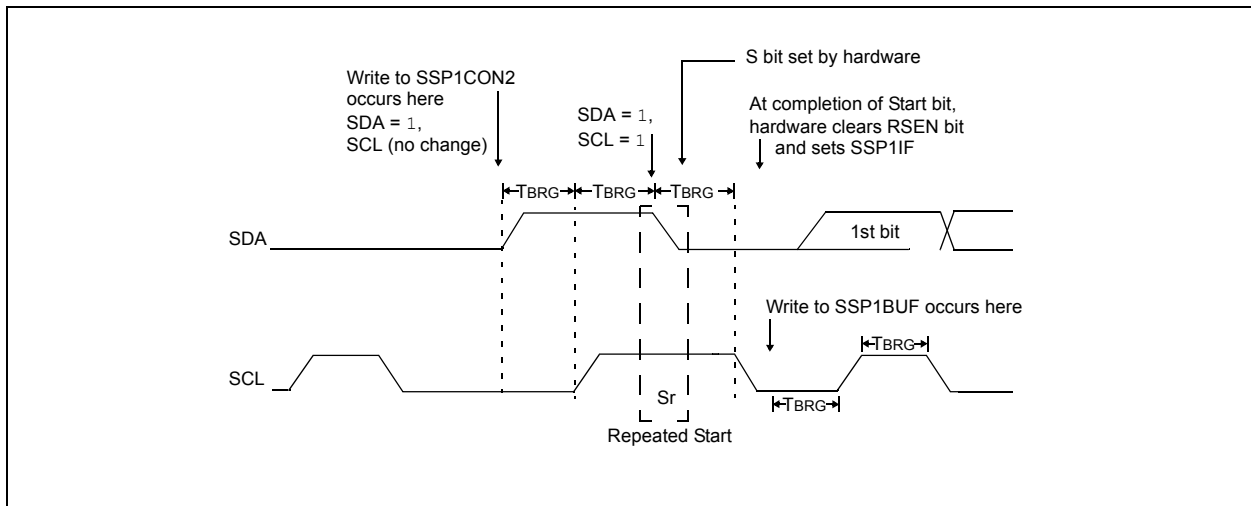 S bit set by hardware
Write to SSP1CON2
occurs here
SDA = 1,
SCL (no change)
SDA = 1,
SCL = 1
At completion of Start bit,
hardware clears RSEN bit
and sets SSP1IF
TBRG TBRG TBRG
SDA
1st bit
Write to SSP1BUF occurs here
TBRG
SCL
Sr
TBRG
Repeated Start